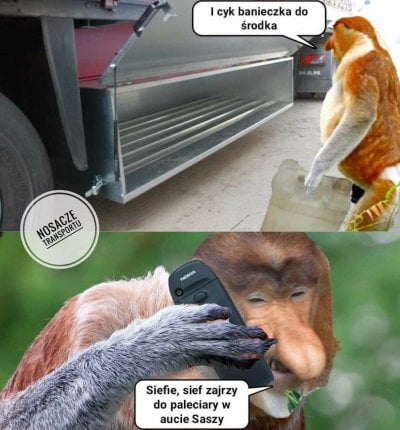 I cyk banieczka do
środka
MAN
NOSACZE
TRANSPORTU
NOKIA
Siefie, sief zajrzy
do paleciary w
aucie Saszy